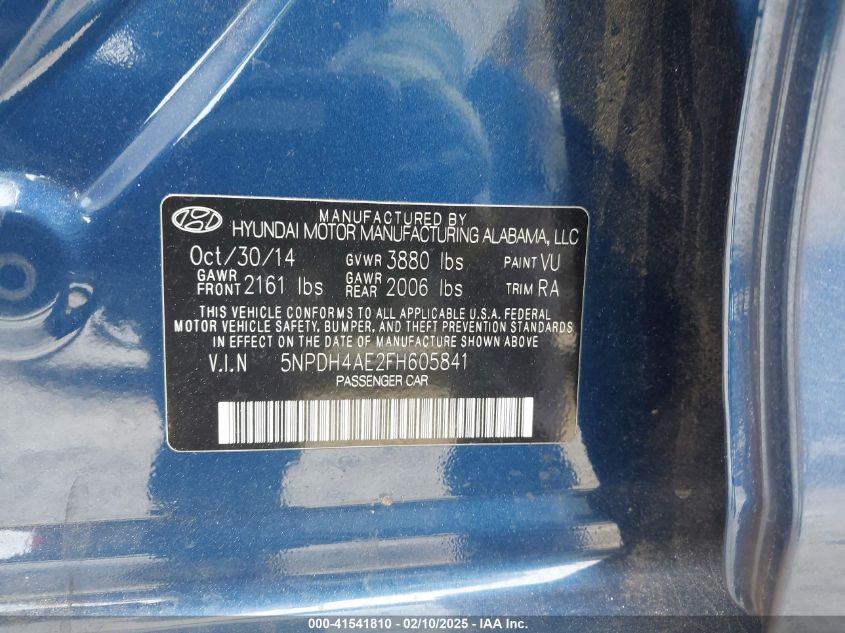 MANUFACTURED BY
HYUNDAI MOTOR MANUFACTURING ALABAMA, LLC
Oct/30/14 GVWR 3880 lbs PAINT VU
GAWR FRONT 2161 lbs GAWR REAR 2006 lbs TRIM RA
THIS VEHICLE CONFORMS TO ALL APPLICABLE U.S.A. FEDERAL
MOTOR VEHICLE SAFETY, BUMPER, AND THEFT PREVENTION STANDARDS
IN EFFECT ON THE DATE OF MANUFACTURE SHOWN ABOVE.
V.I.N 5NPDH4AE2FH605841
PASSENGER CAR
000-41541810 - 02/10/2025 - IAA Inc.